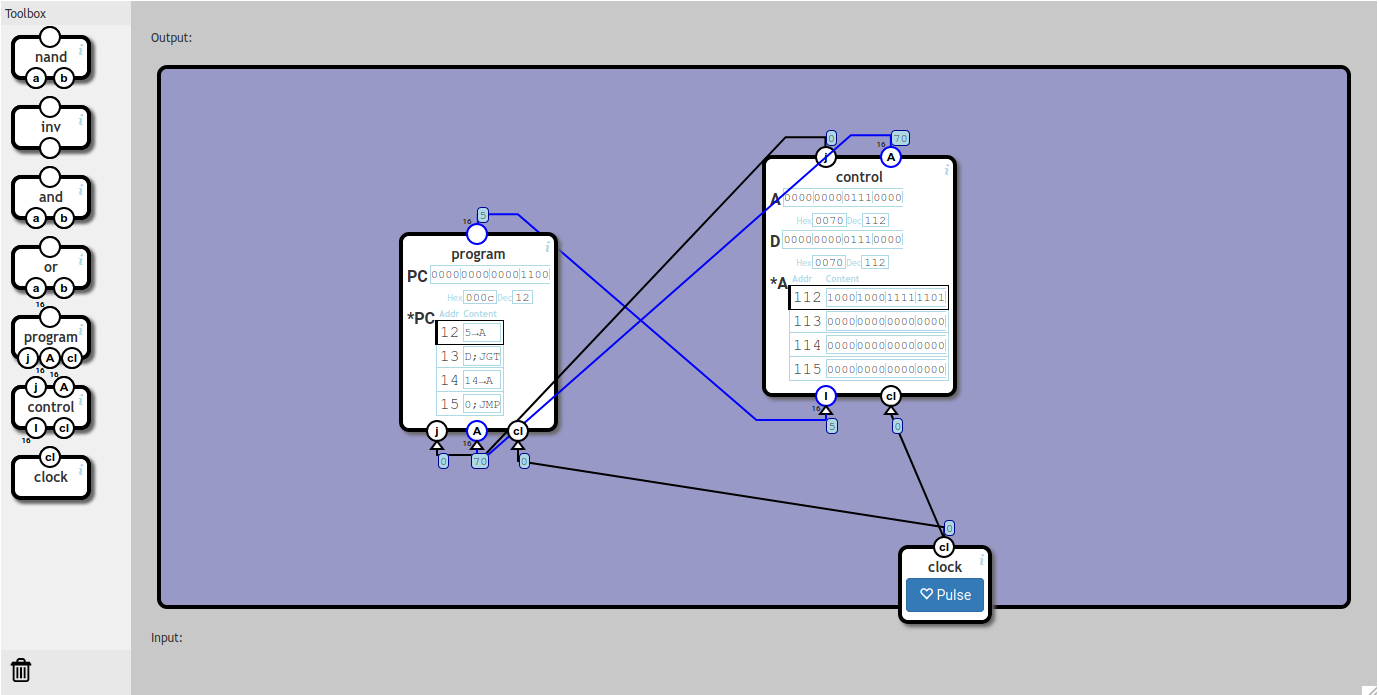 Toolbox
nand
i
a b
inv
i
and
i
a b
or
i
a b
16
program
i
j A cl
16 16
j A
control
i
I cl
16
cl
clock
i
Output:
0 70
16
j A
control
i
A 0000 0000 0111 0000
Hex 0070 Dec 112
D 0000 0000 0111 0000
Hex 0070 Dec 112
*A Addr Content
112 1000 1000 1111 1101
113 0000 0000 0000 0000
114 0000 0000 0000 0000
115 0000 0000 0000 0000
I cl
16
5 0
5
16
program
i
PC 0000 0000 0000 1100
Hex 000c Dec 12
*PC Addr Content
12 5→A
13 D;JGT
14 14→A
15 0;JMP
j A cl
16
0 70 0
0
cl
clock
i
Pulse
Input: